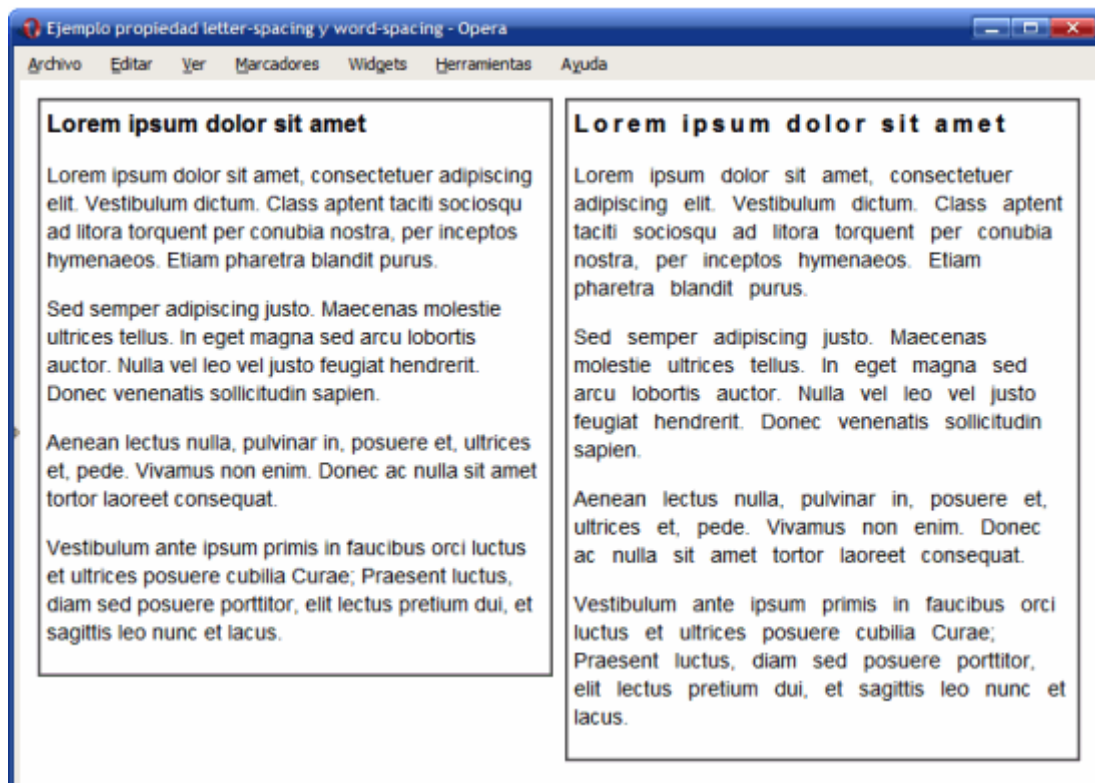 Ejemplo propiedad letter-spacing y word-spacing - Opera
Archivo Editar Ver Marcadores Widgets Herramientas Ayuda
Lorem ipsum dolor sit amet
Lorem ipsum dolor sit amet, consectetuer adipiscing
elit. Vestibulum dictum. Class aptent taciti sociosqu
ad litora torquent per conubia nostra, per inceptos
hymenaeos. Etiam pharetra blandit purus.
Sed semper adipiscing justo. Maecenas molestie
ultrices tellus. In eget magna sed arcu lobortis
auctor. Nulla vel leo vel justo feugiat hendrerit.
Donec venenatis sollicitudin sapien.
Aenean lectus nulla, pulvinar in, posuere et, ultrices
et, pede. Vivamus non enim. Donec ac nulla sit amet
tortor laoreet consequat.
Vestibulum ante ipsum primis in faucibus orci luctus
et ultrices posuere cubilia Curae; Praesent luctus,
diam sed posuere porttitor, elit lectus pretium dui, et
sagittis leo nunc et lacus.
Lorem ipsum dolor sit amet
Lorem ipsum dolor sit amet, consectetuer
adipiscing elit. Vestibulum dictum. Class aptent
taciti sociosqu ad litora torquent per conubia
nostra, per inceptos hymenaeos. Etiam
pharetra blandit purus.
Sed semper adipiscing justo. Maecenas
molestie ultrices tellus. In eget magna sed
arcu lobortis auctor. Nulla vel leo vel justo
feugiat hendrerit. Donec venenatis sollicitudin
sapien.
Aenean lectus nulla, pulvinar in, posuere et,
ultrices et, pede. Vivamus non enim. Donec
ac nulla sit amet tortor laoreet consequat.
Vestibulum ante ipsum primis in faucibus orci
luctus et ultrices posuere cubilia Curae;
Praesent luctus, diam sed posuere porttitor,
elit lectus pretium dui, et sagittis leo nunc et
lacus.